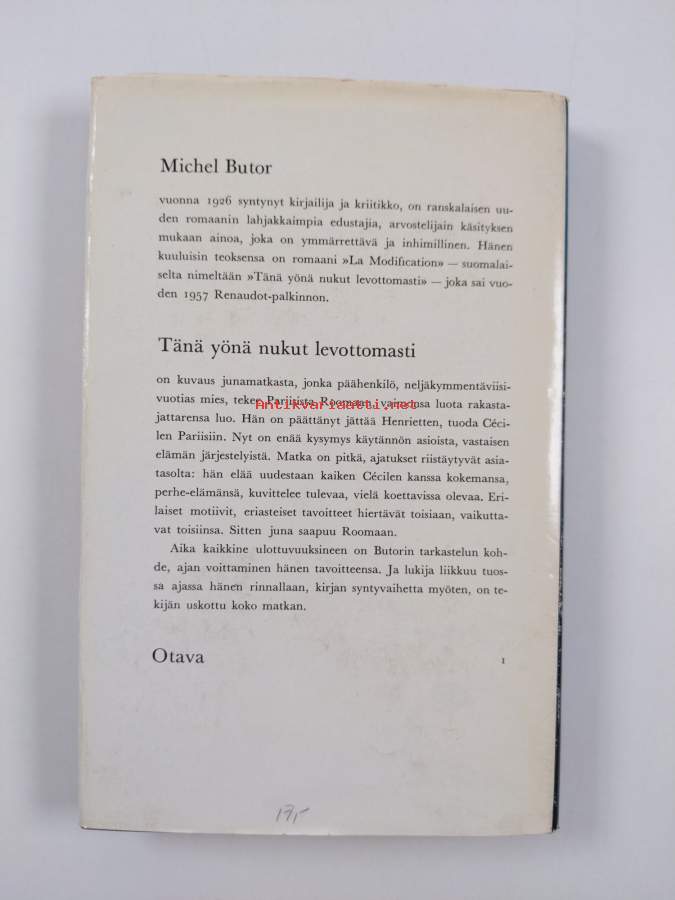 Michel Butor
vuonna 1926 syntynyt kirjailija ja kriitikko, on ranskalaisen uu-
den romaanin lahjakkaimpia edustajia, arvostelijain käsityksen
mukaan ainoa, joka on ymmärrettävä ja inhimillinen. Hänen
kuuluisin teoksensa on romaani »La Modification» — suomalai-
selta nimeltään »Tänä yönä nukut levottomasti» — joka sai vuo-
den 1957 Renaudot-palkinnon.
Tänä yönä nukut levottomasti
on kuvaus junamatkasta, jonka päähenkilö, neljäkymmentäviisi-
vuotias mies, tekee Pariisista Roomaan, vaimonsa luota rakasta-
Antikvariaatti.net
jattarensa luo. Hän on päättänyt jättää Henrietten, tuoda Céci-
len Pariisiin. Nyt on enää kysymys käytännön asioista, vastaisen
elämän järjestelyistä. Matka on pitkä, ajatukset riistäytyvät asia-
tasolta: hän elää uudestaan kaiken Cécilen kanssa kokemansa,
perhe-elämänsä, kuvittelee tulevaa, vielä koettavissa olevaa. Eri-
laiset motiivit, eriasteiset tavoitteet hiertävät toisiaan, vaikutta-
vat toisiinsa. Sitten juna saapuu Roomaan.
Aika kaikkine ulottuvuuksineen on Butorin tarkastelun koh-
de, ajan voittaminen hänen tavoitteensa. Ja lukija liikkuu tuos-
sa ajassa hänen rinnallaan, kirjan syntyvaihetta myöten, on te-
kijän uskottu koko matkan.
Otava
1